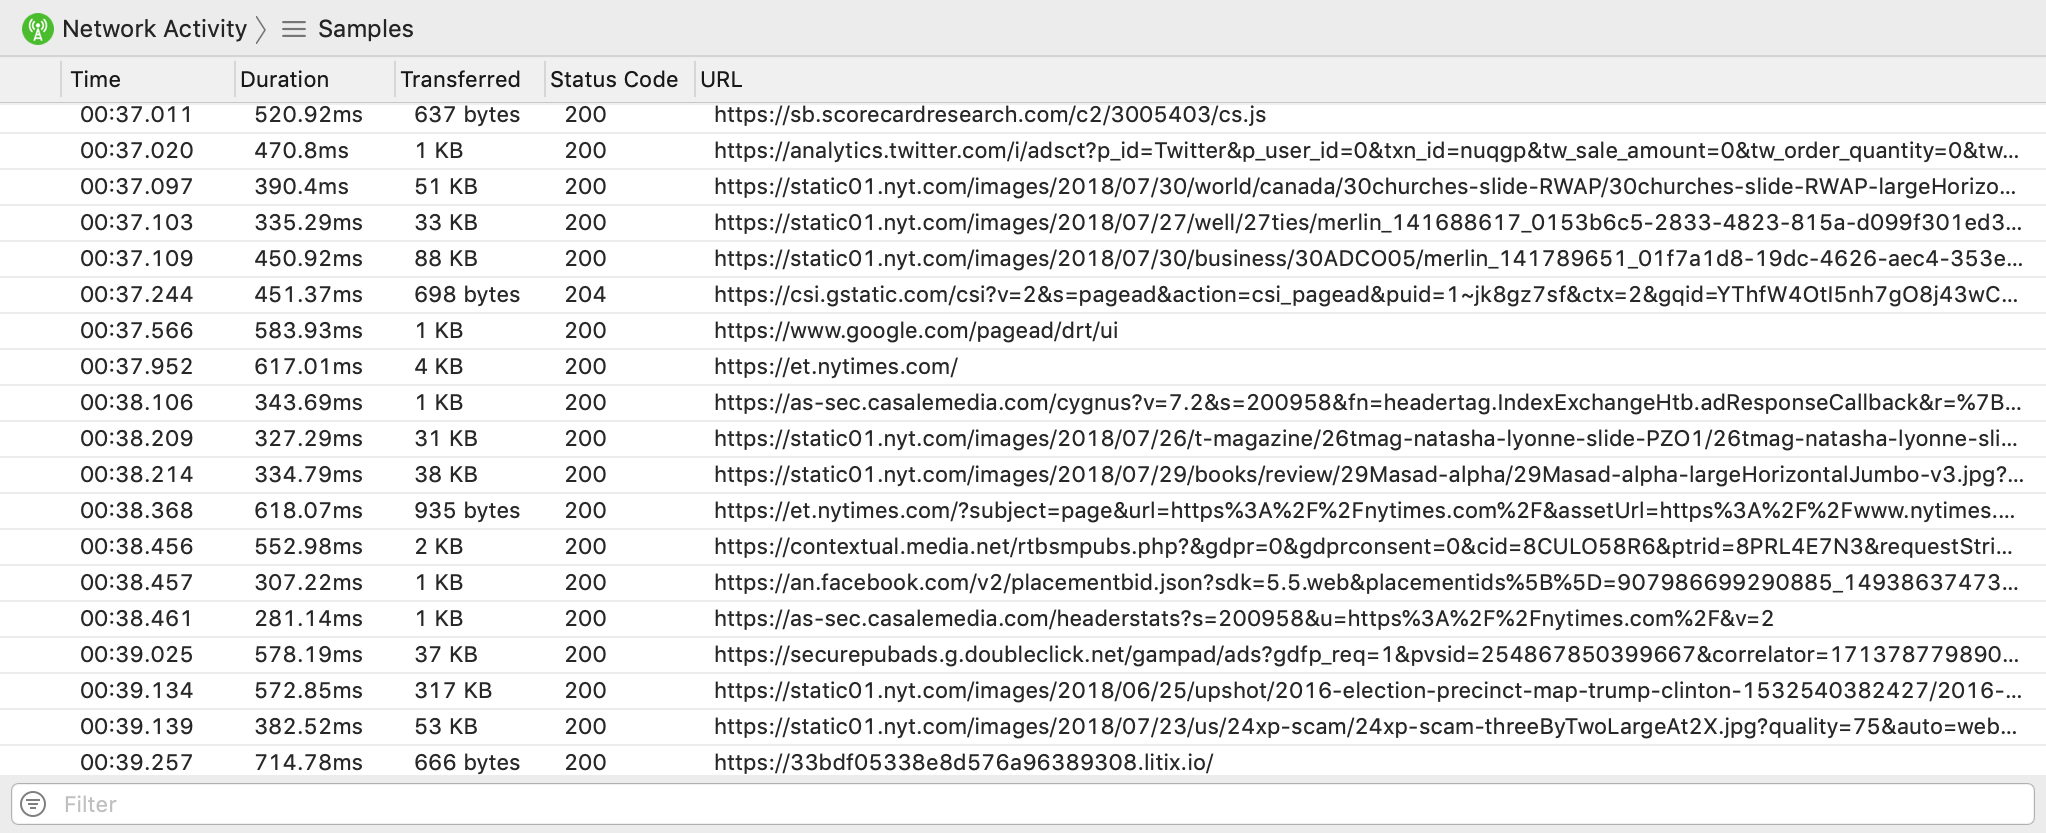 Network Activity Samples
Time Duration Transferred Status Code URL
00:37.011 520.92ms 637 bytes 200 https://sb.scorecardresearch.com/c2/3005403/cs.js
00:37.020 470.8ms 1 KB 200 https://analytics.twitter.com/i/adsct?p_id=Twitter&p_user_id=0&txn_id=nuqgp&tw_sale_amount=0&tw_order_quantity=0&tw...
00:37.097 390.4ms 51 KB 200 https://static01.nyt.com/images/2018/07/30/world/canada/30churches-slide-RWAP/30churches-slide-RWAP-largeHorizo...
00:37.103 335.29ms 33 KB 200 https://static01.nyt.com/images/2018/07/27/well/27ties/merlin_141688617_0153b6c5-2833-4823-815a-d099f301ed3...
00:37.109 450.92ms 88 KB 200 https://static01.nyt.com/images/2018/07/30/business/30ADCO05/merlin_141789651_01f7a1d8-19dc-4626-aec4-353e...
00:37.244 451.37ms 698 bytes 204 https://csi.gstatic.com/csi?v=2&s=pagead&action=csi_pagead&puid=1~jk8gz7sf&ctx=2&gqid=YThfW4OtI5nh7gO8j43wC...
00:37.566 583.93ms 1 KB 200 https://www.google.com/pagead/drt/ui
00:37.952 617.01ms 4 KB 200 https://et.nytimes.com/
00:38.106 343.69ms 1 KB 200 https://as-sec.casalemedia.com/cygnus?v=7.2&s=200958&fn=headertag.IndexExchangeHtb.adResponseCallback&r=%7B...
00:38.209 327.29ms 31 KB 200 https://static01.nyt.com/images/2018/07/26/t-magazine/26tmag-natasha-lyonne-slide-PZO1/26tmag-natasha-lyonne-sli...
00:38.214 334.79ms 38 KB 200 https://static01.nyt.com/images/2018/07/29/books/review/29Masad-alpha/29Masad-alpha-largeHorizontalJumbo-v3.jpg?...
00:38.368 618.07ms 935 bytes 200 https://et.nytimes.com/?subject=page&url=https%3A%2F%2Fnytimes.com%2F&assetUrl=https%3A%2F%2Fwww.nytimes....
00:38.456 552.98ms 2 KB 200 https://contextual.media.net/rtbsmpubs.php?&gdpr=0&gdprconsent=0&cid=8CULO58R6&ptrid=8PRL4E7N3&requestStri...
00:38.457 307.22ms 1 KB 200 https://an.facebook.com/v2/placementbid.json?sdk=5.5.web&placementids%5B%5D=907986699290885_14938637473...
00:38.461 281.14ms 1 KB 200 https://as-sec.casalemedia.com/headerstats?s=200958&u=https%3A%2F%2Fnytimes.com%2F&v=2
00:39.025 578.19ms 37 KB 200 https://securepubads.g.doubleclick.net/gampad/ads?gdfp_req=1&pvsid=254867850399667&correlator=171378779890...
00:39.134 572.85ms 317 KB 200 https://static01.nyt.com/images/2018/06/25/upshot/2016-election-precinct-map-trump-clinton-1532540382427/2016-...
00:39.139 382.52ms 53 KB 200 https://static01.nyt.com/images/2018/07/23/us/24xp-scam/24xp-scam-threeByTwoLargeAt2X.jpg?quality=75&auto=web...
00:39.257 714.78ms 666 bytes 200 https://33bdf05338e8d576a96389308.litix.io/
Filter